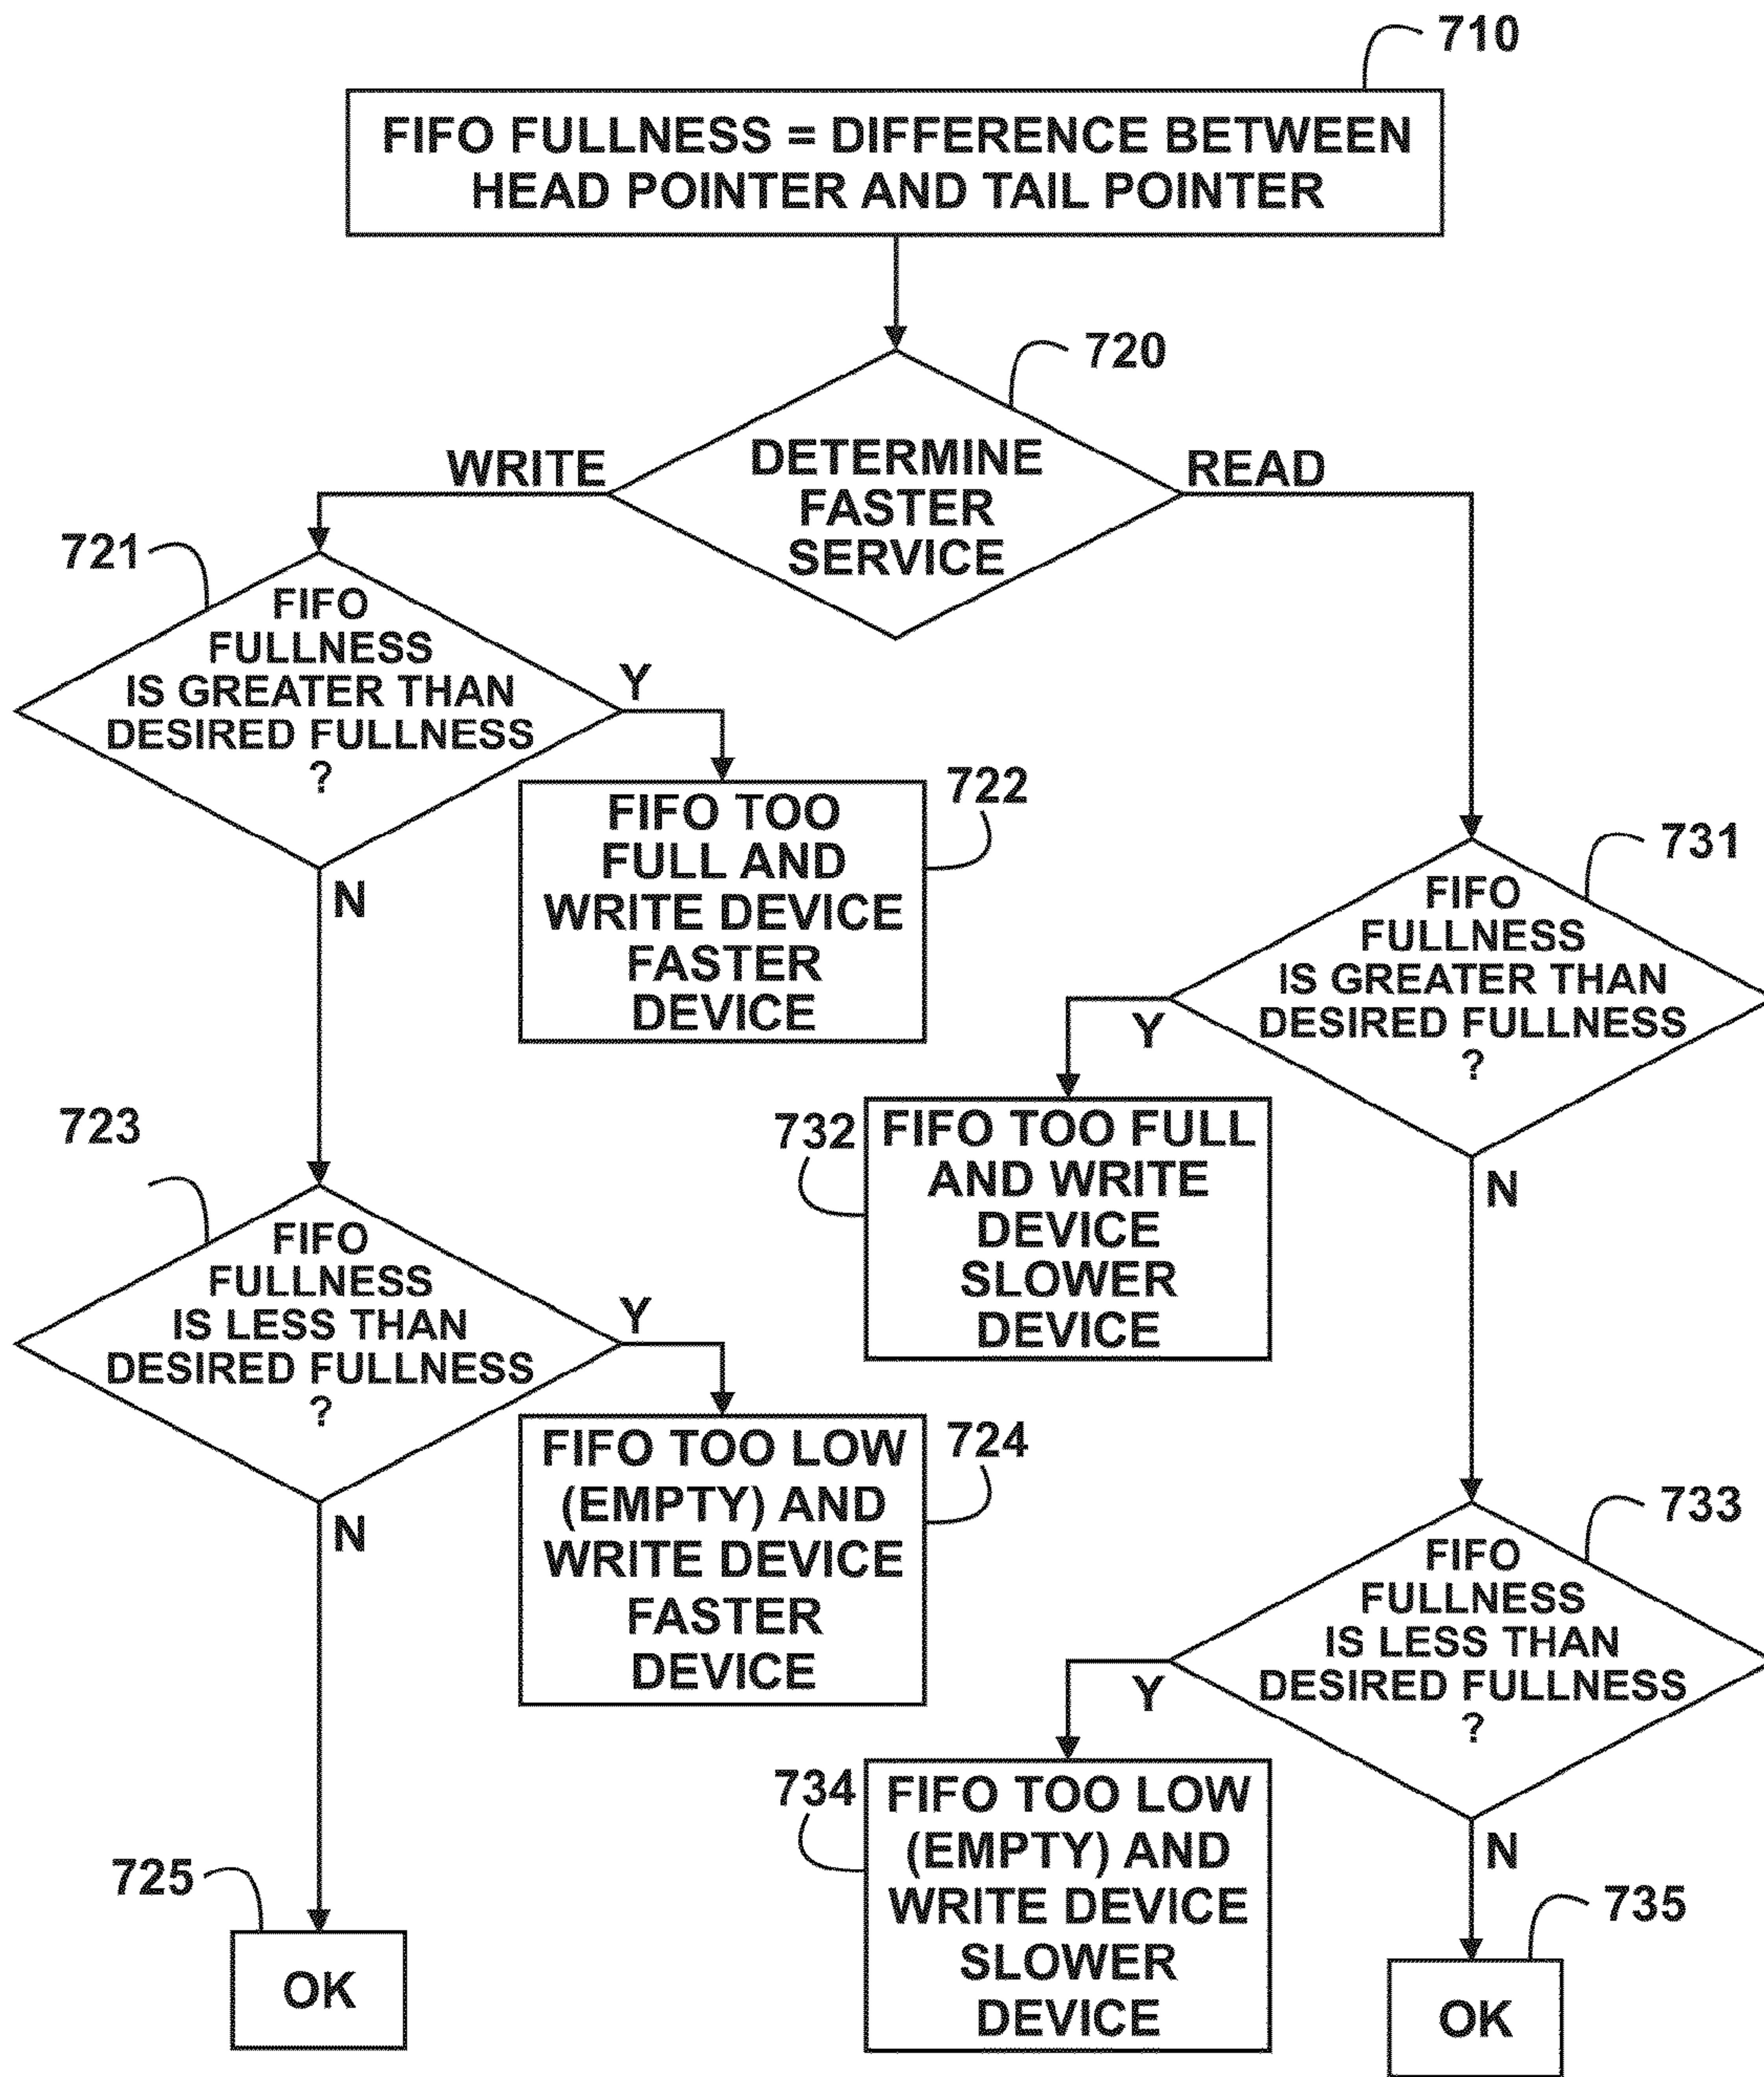 710
FIFO FULLNESS = DIFFERENCE BETWEEN
HEAD POINTER AND TAIL POINTER
720
DETERMINE
FASTER
SERVICE
WRITE
READ
721
FIFO
FULLNESS
IS GREATER THAN
DESIRED FULLNESS
?
Y
N
722
FIFO TOO
FULL AND
WRITE DEVICE
FASTER
DEVICE
723
FIFO
FULLNESS
IS LESS THAN
DESIRED FULLNESS
?
Y
N
724
FIFO TOO LOW
(EMPTY) AND
WRITE DEVICE
FASTER
DEVICE
725
OK
731
FIFO
FULLNESS
IS GREATER THAN
DESIRED FULLNESS
?
Y
N
732
FIFO TOO FULL
AND WRITE
DEVICE
SLOWER
DEVICE
733
FIFO
FULLNESS
IS LESS THAN
DESIRED FULLNESS
?
Y
N
734
FIFO TOO LOW
(EMPTY) AND
WRITE DEVICE
SLOWER
DEVICE
735
OK